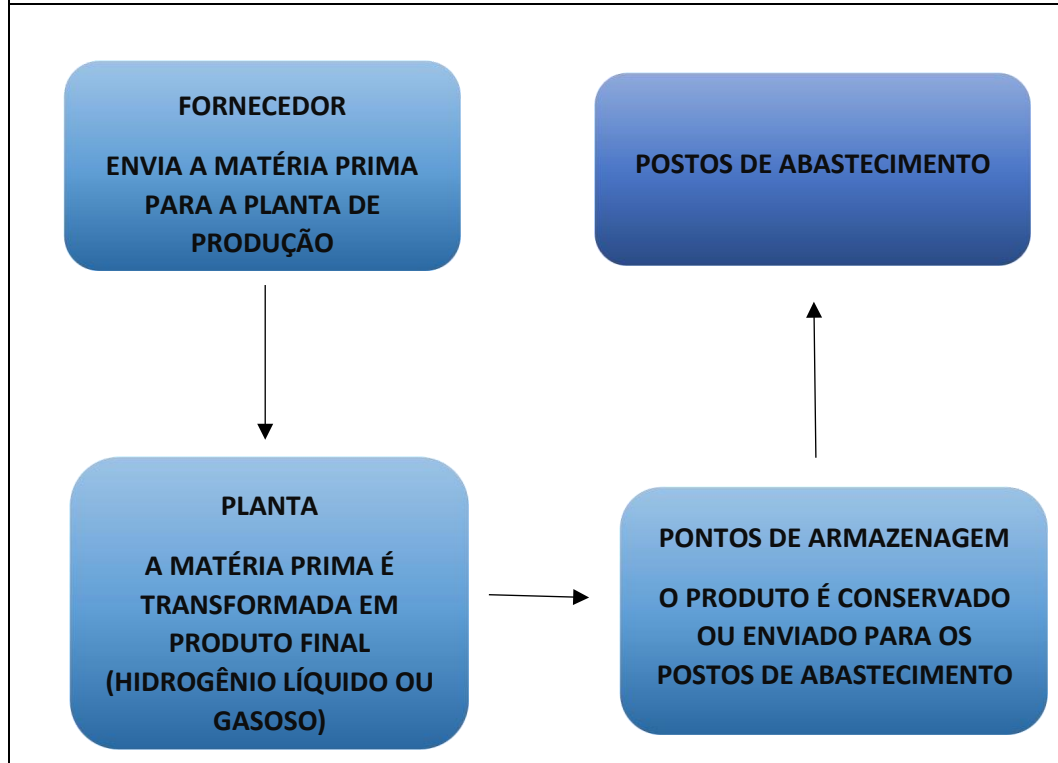 FORNECEDOR
ENVIA A MATÉRIA PRIMA
PARA A PLANTA DE
PRODUÇÃO
POSTOS DE ABASTECIMENTO
PLANTA
A MATÉRIA PRIMA É
TRANSFORMADA EM
PRODUTO FINAL
(HIDROGÊNIO LÍQUIDO OU
GASOSO)
PONTOS DE ARMAZENAGEM
O PRODUTO É CONSERVADO
OU ENVIADO PARA OS
POSTOS DE ABASTECIMENTO